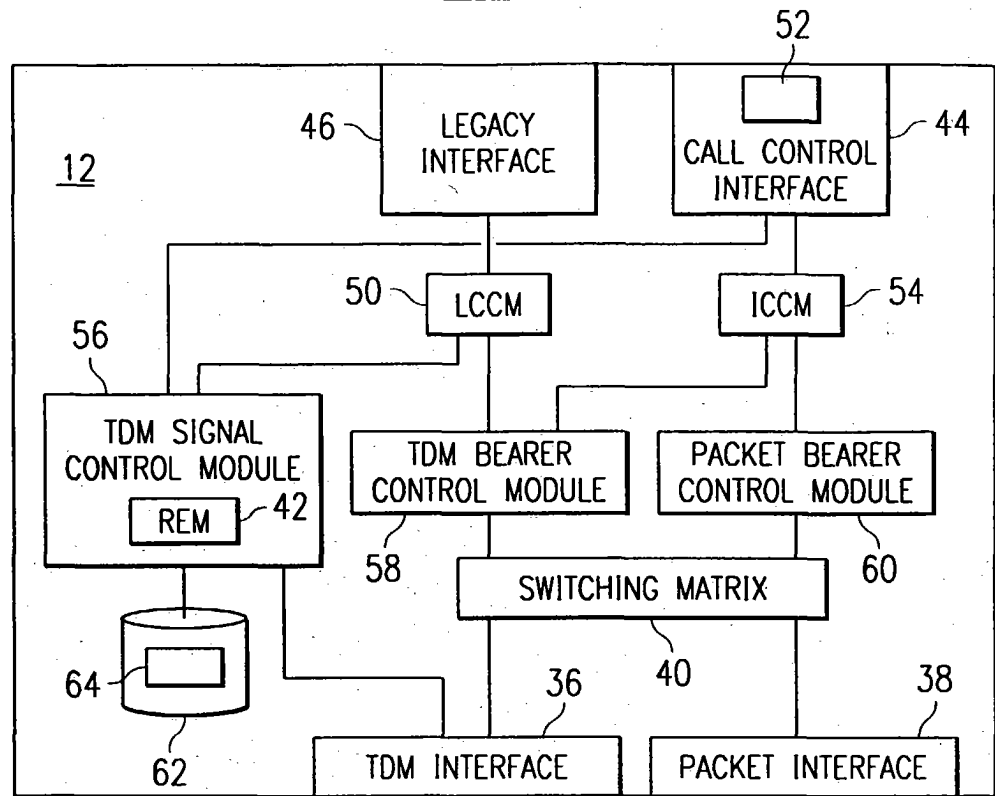 52
46
LEGACY
INTERFACE
CALL CONTROL
INTERFACE
44
12
50
LCCM
ICCM
54
56
TDM SIGNAL
CONTROL MODULE
REM
42
TDM BEARER
CONTROL MODULE
PACKET BEARER
CONTROL MODULE
58
60
SWITCHING MATRIX
40
64
62
36
38
TDM INTERFACE
PACKET INTERFACE